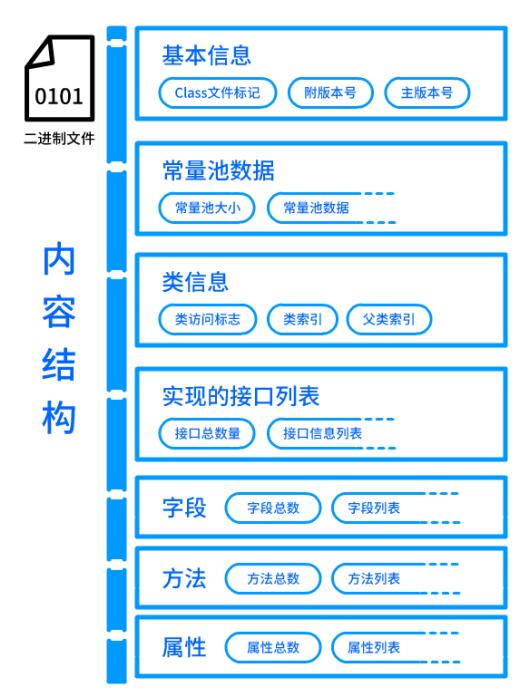 0101
二进制文件
内容结构
基本信息
Class文件标记 附版本号 主版本号
常量池数据
常量池大小 常量池数据
类信息
类访问标志 类索引 父类索引
实现的接口列表
接口总数量 接口信息列表
字段 字段总数 字段列表
方法 方法总数 方法列表
属性 属性总数 属性列表